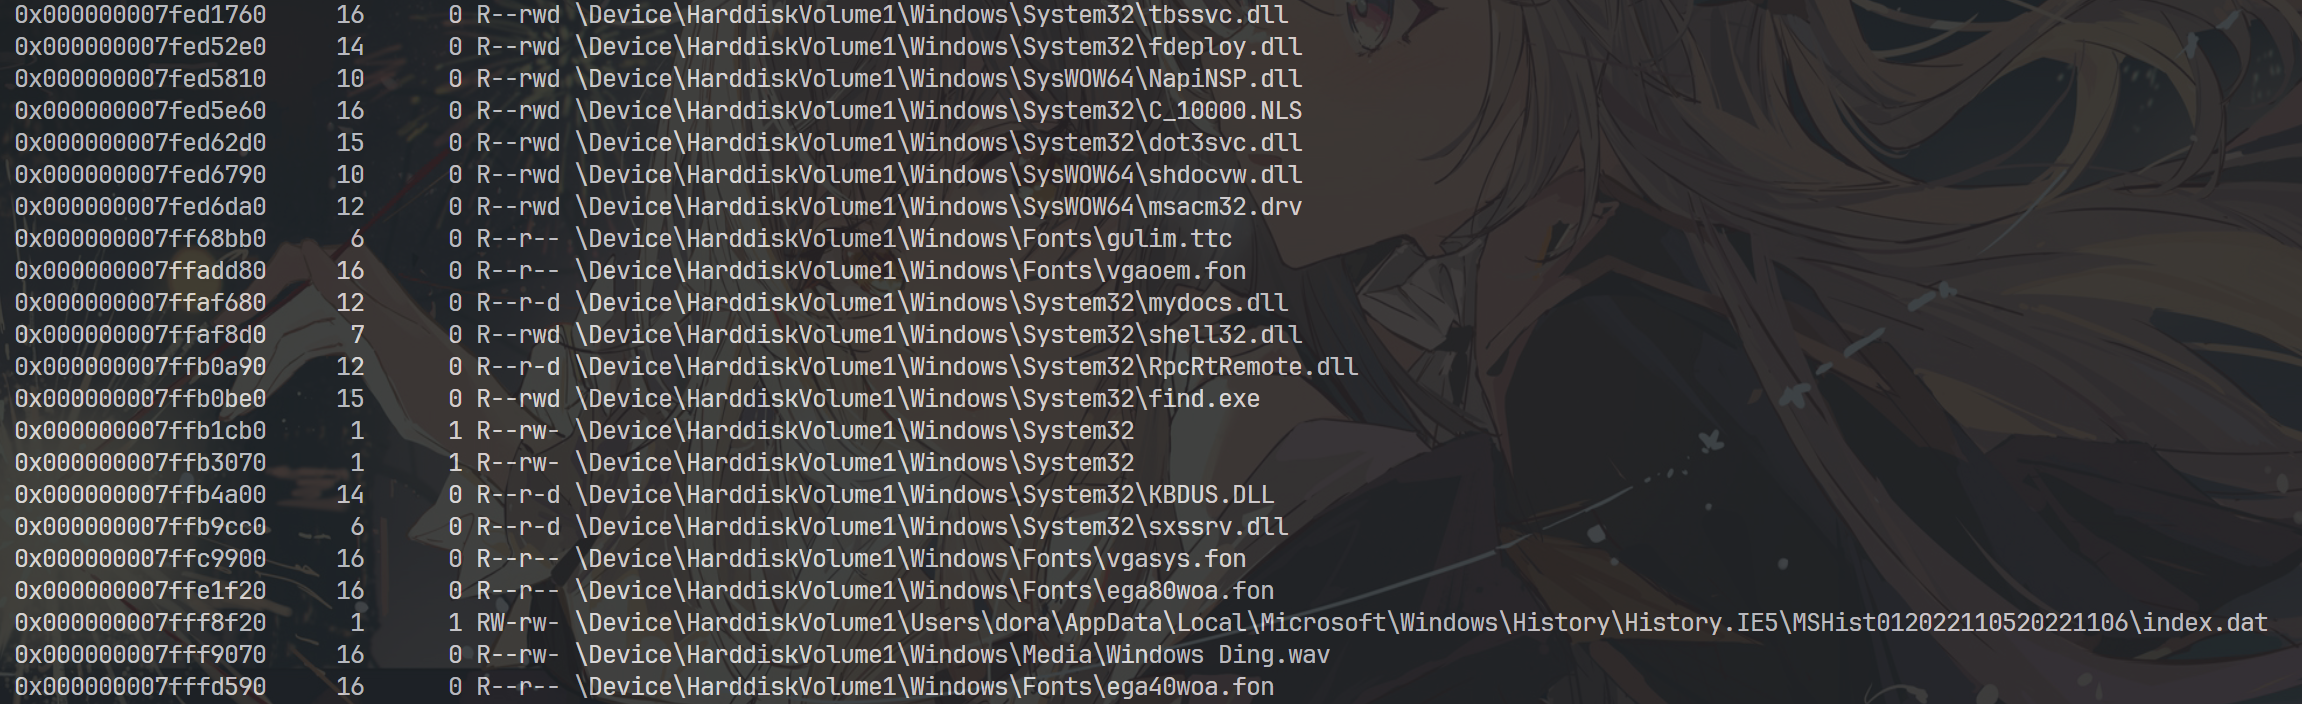 0x000000007fed1760     16      0 R--rwd \Device\HarddiskVolume1\Windows\System32\tbssvc.dll
0x000000007fed52e0     14      0 R--rwd \Device\HarddiskVolume1\Windows\System32\fdeploy.dll
0x000000007fed5810     10      0 R--rwd \Device\HarddiskVolume1\Windows\SysWOW64\NapiNSP.dll
0x000000007fed5e60     16      0 R--rwd \Device\HarddiskVolume1\Windows\System32\C_10000.NLS
0x000000007fed62d0     15      0 R--rwd \Device\HarddiskVolume1\Windows\System32\dot3svc.dll
0x000000007fed6790     10      0 R--rwd \Device\HarddiskVolume1\Windows\SysWOW64\shdocvw.dll
0x000000007fed6da0     12      0 R--rwd \Device\HarddiskVolume1\Windows\SysWOW64\msacm32.drv
0x000000007ff68bb0      6      0 R--r-- \Device\HarddiskVolume1\Windows\Fonts\gulim.ttc
0x000000007ffadd80     16      0 R--r-- \Device\HarddiskVolume1\Windows\Fonts\vgaoem.fon
0x000000007ffaf680     12      0 R--r-d \Device\HarddiskVolume1\Windows\System32\mydocs.dll
0x000000007ffaf8d0      7      0 R--rwd \Device\HarddiskVolume1\Windows\System32\shell32.dll
0x000000007ffb0a90     12      0 R--r-d \Device\HarddiskVolume1\Windows\System32\RpcRtRemote.dll
0x000000007ffb0be0     15      0 R--rwd \Device\HarddiskVolume1\Windows\System32\find.exe
0x000000007ffb1cb0      1      1 R--rw- \Device\HarddiskVolume1\Windows\System32
0x000000007ffb3070      1      1 R--rw- \Device\HarddiskVolume1\Windows\System32
0x000000007ffb4a00     14      0 R--r-d \Device\HarddiskVolume1\Windows\System32\KBDUS.DLL
0x000000007ffb9cc0      6      0 R--r-d \Device\HarddiskVolume1\Windows\System32\sxssrv.dll
0x000000007ffc9900     16      0 R--r-- \Device\HarddiskVolume1\Windows\Fonts\vgasys.fon
0x000000007ffe1f20     16      0 R--r-- \Device\HarddiskVolume1\Windows\Fonts\ega80woa.fon
0x000000007fff8f20      1      1 RW-rw- \Device\HarddiskVolume1\Users\dora\AppData\Local\Microsoft\Windows\History\History.IE5\MSHist012022110520221106\index.dat
0x000000007fff9070     16      0 R--rw- \Device\HarddiskVolume1\Windows\Media\Windows Ding.wav
0x000000007fffd590     16      0 R--r-- \Device\HarddiskVolume1\Windows\Fonts\ega40woa.fon